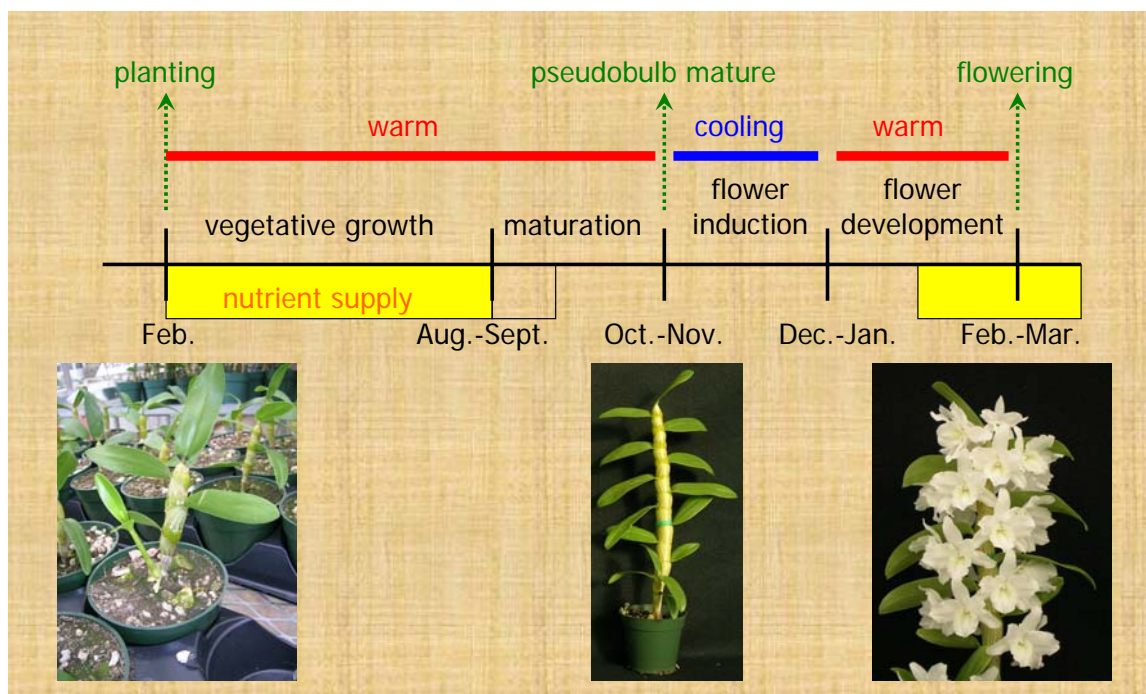 planting
pseudobulb mature
flowering
warm
cooling
warm
vegetative growth
maturation
flower
induction
flower
development
nutrient supply
Feb.
Aug.-Sept.
Oct.-Nov.
Dec.-Jan.
Feb.-Mar.